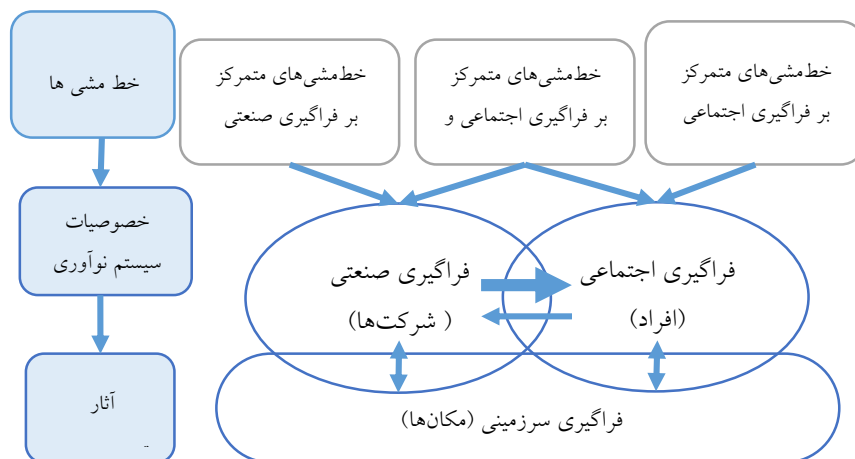 خط مشی ها
خط‌مشی‌های متمرکز
بر فراگیری صنعتی
خط‌مشی‌های متمرکز
بر فراگیری اجتماعی و
خط‌مشی‌های متمرکز
بر فراگیری اجتماعی
خصوصیات
سیستم نوآوری
فراگیری صنعتی
( شرکت‌ها)
فراگیری اجتماعی
(افراد)
آثار
فراگیری سرزمینی (مکان‌ها)